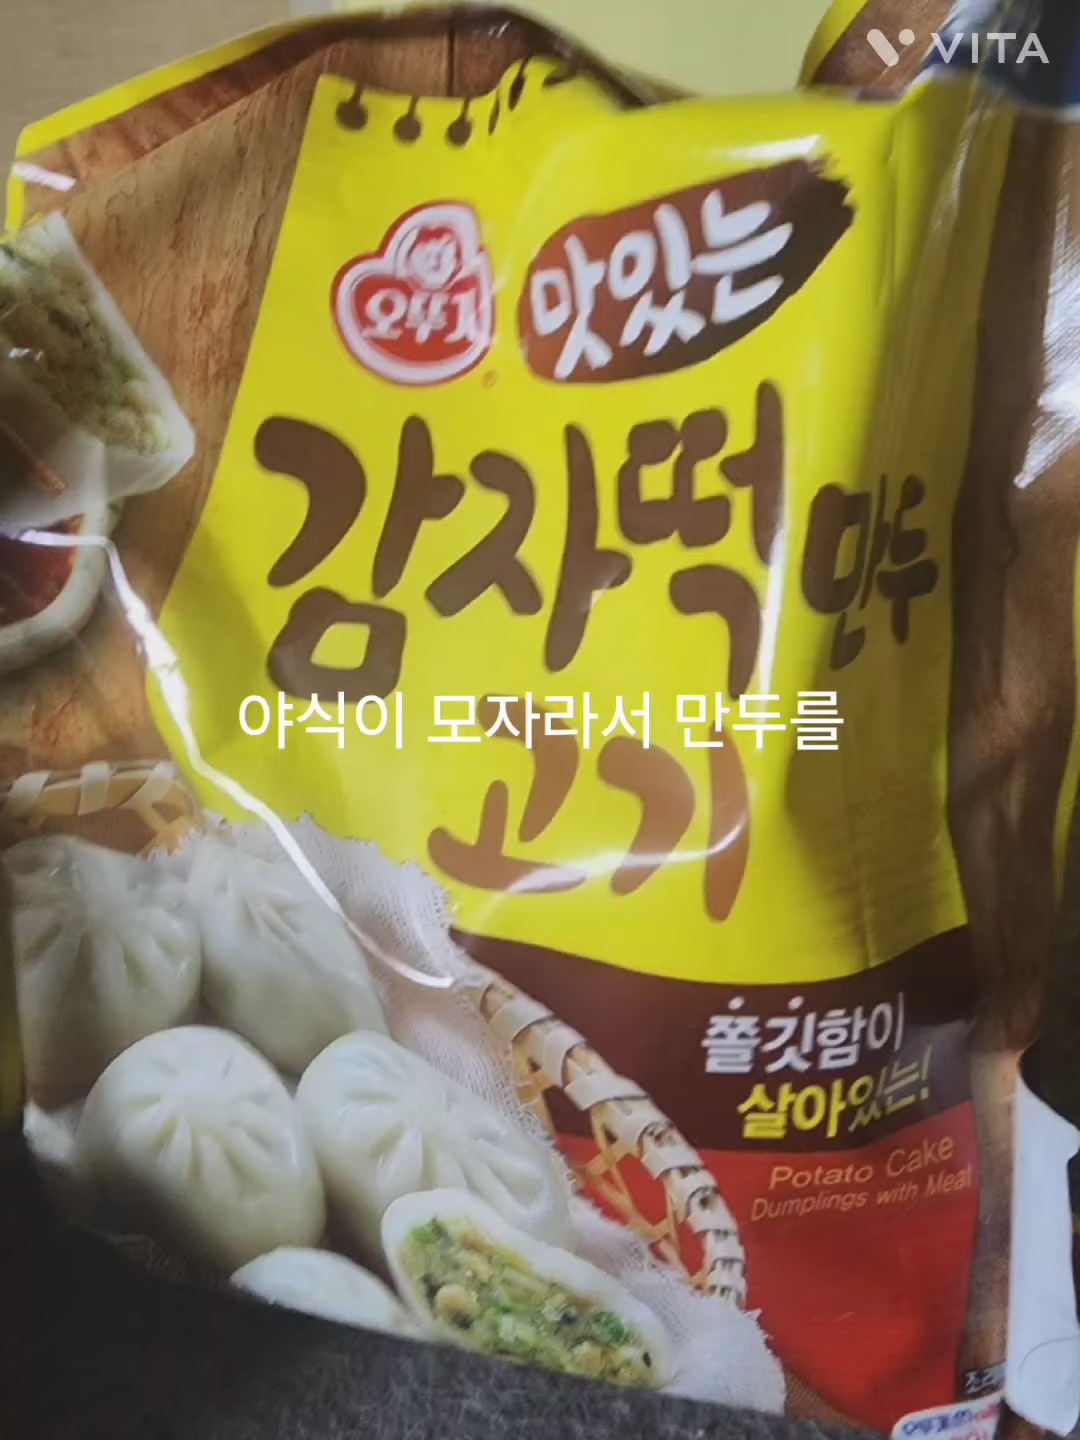 VITA
오뚜기
맛있는
감자떡 만두
고기
야식이 모자라서 만두를
쫄깃함이
살아있는!
Potato Cake
Dumplings with Meat